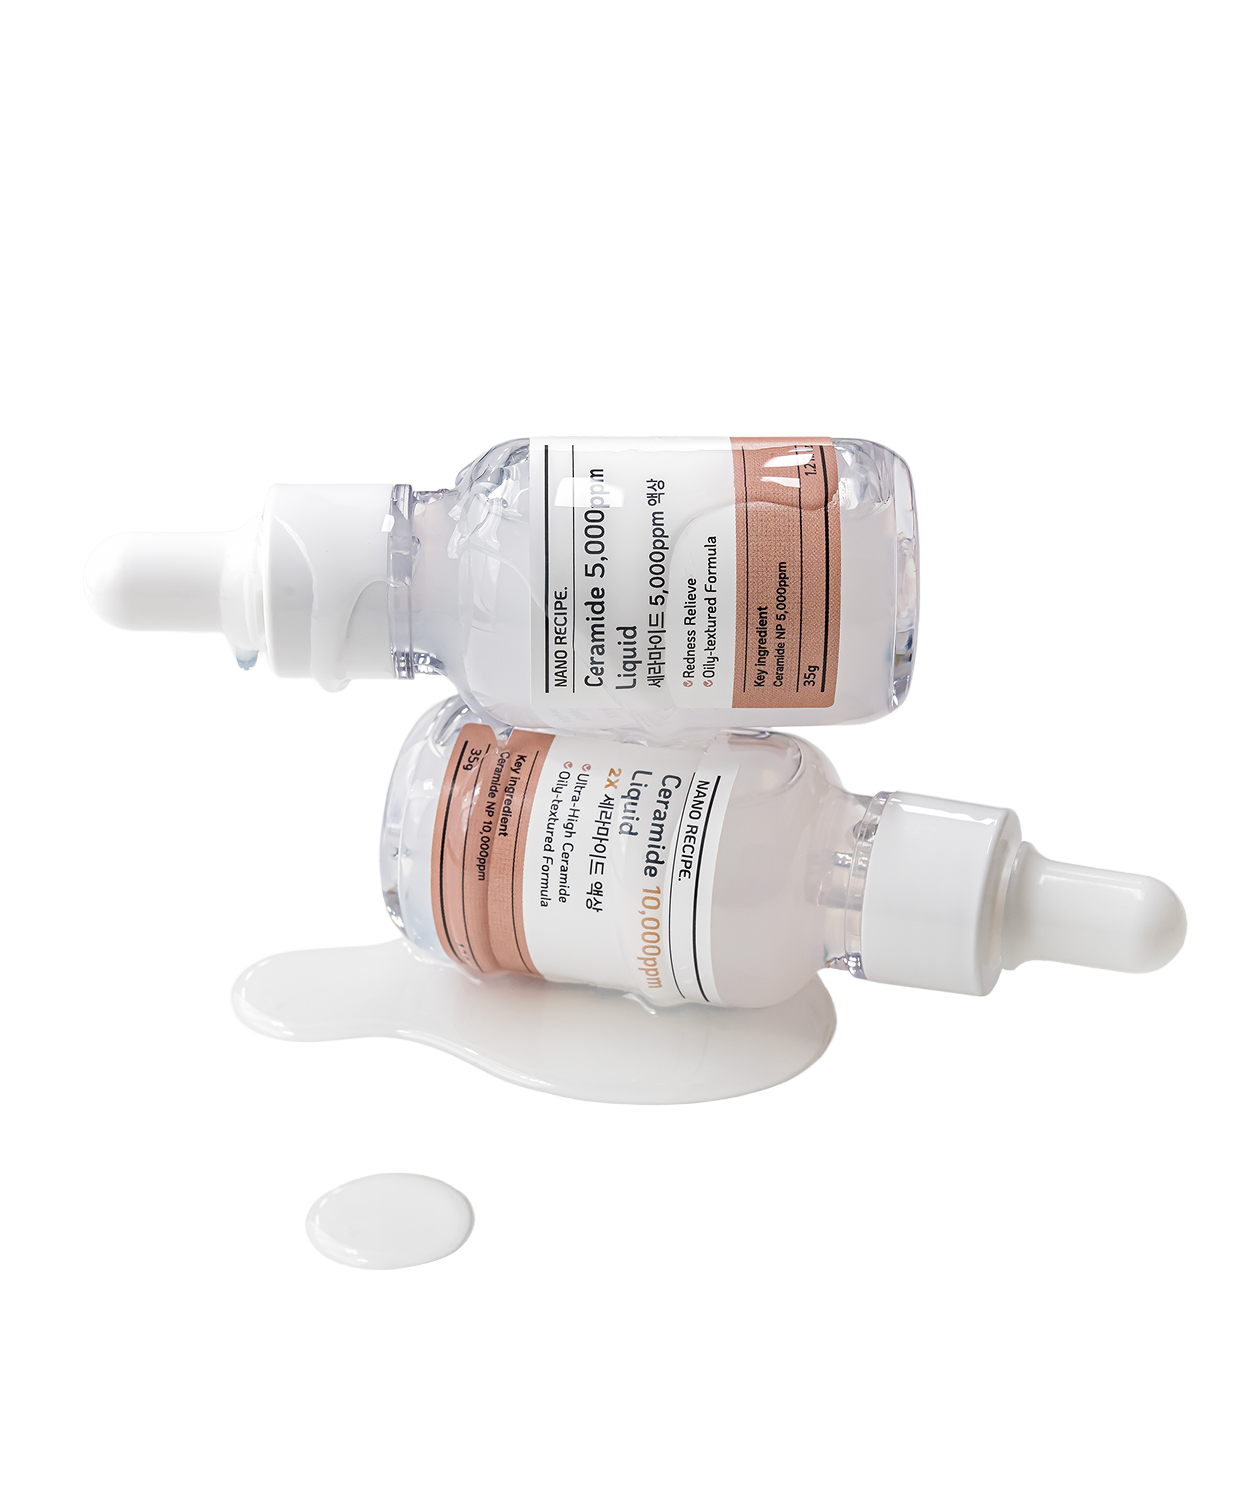 NANO RECIPE.
Ceramide 5,000ppm
Liquid
세라마이드 5,000ppm 액상
Redness Relieve
Oily-textured Formula
Key ingredient
Ceramide NP 5,000ppm
35g
NANO RECIPE.
Ceramide 10,000ppm
Liquid
2X 세라마이드 액상
Ultra-High Ceramide
Oily-textured Formula
Key ingredient
Ceramide NP 10,000ppm
35g